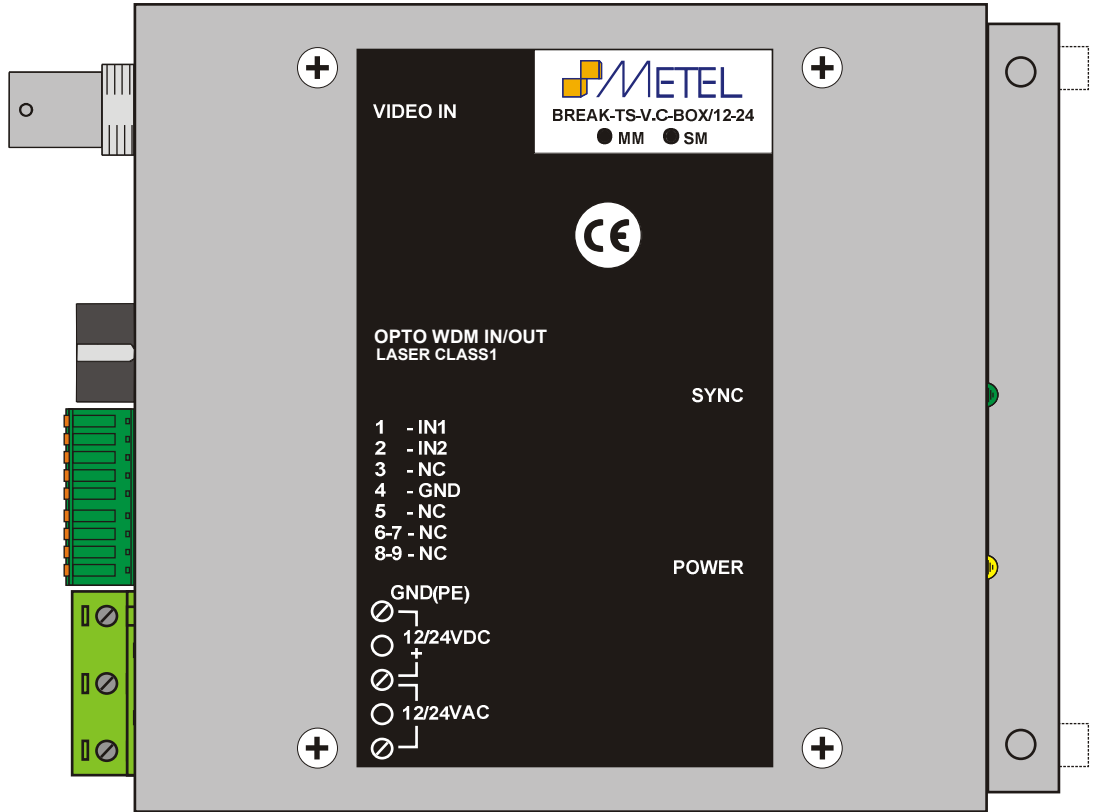 VIDEO IN
METEL
BREAK-TS-V.C-BOX/12-24
MM SM
CE
OPTO WDM IN/OUT
LASER CLASS1
SYNC
1 - IN1
2 - IN2
3 - NC
4 - GND
5 - NC
6-7 - NC
8-9 - NC
POWER
GND(PE)
12/24VDC
+
12/24VAC